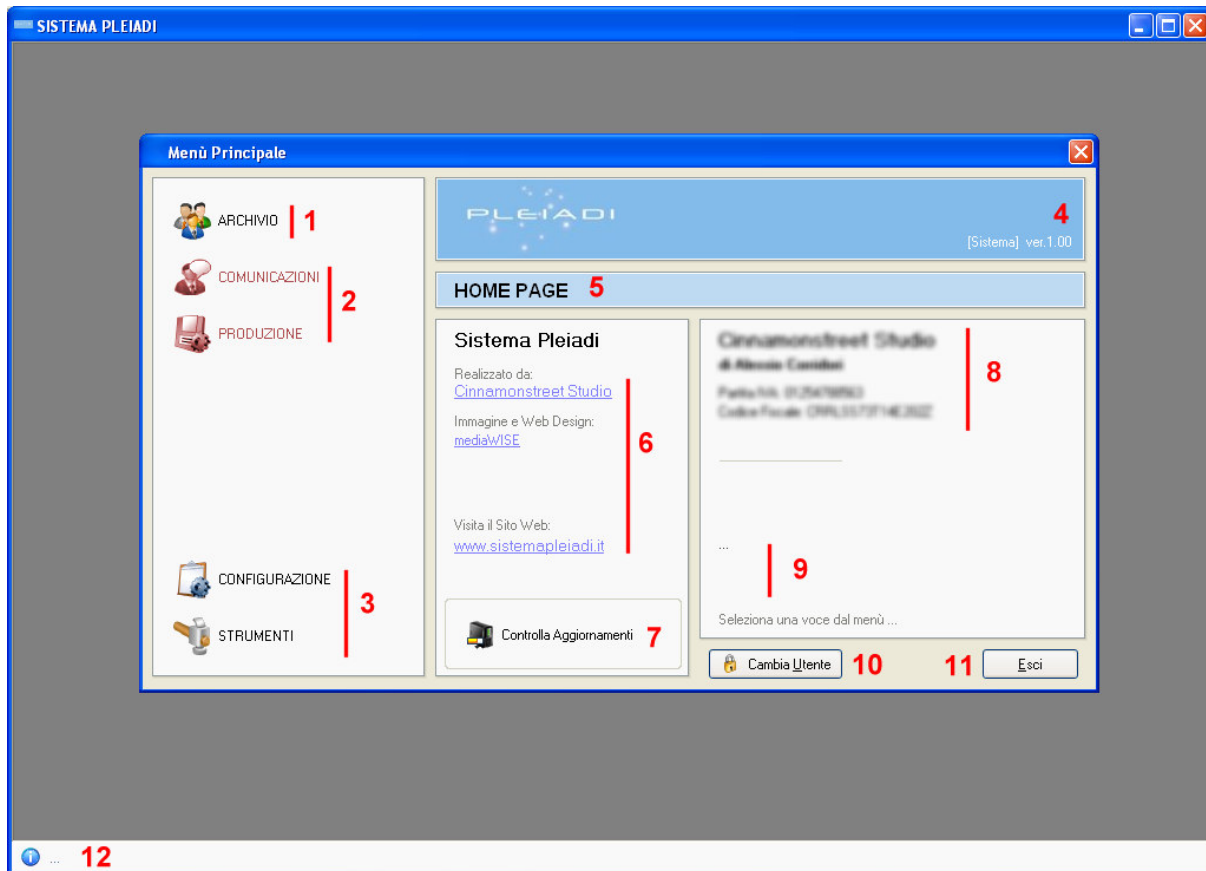 SISTEMA PLEIADI
Menù Principale
ARCHIVIO
1
COMUNICAZIONI
2
PRODUZIONE
CONFIGURAZIONE
3
STRUMENTI
PLEIADI
4
[Sistema] ver.1.00
HOME PAGE
5
Sistema Pleiadi
Realizzato da:
Cinnamonstreet Studio
Immagine e Web Design:
mediaWISE
6
Visita il Sito Web:
www.sistemapleiadi.it
Controlla Aggiornamenti
7
Cinnamonstreet Studio
8
...
9
Seleziona una voce dal menù ...
Cambia Utente
10
11
Esci
...
12